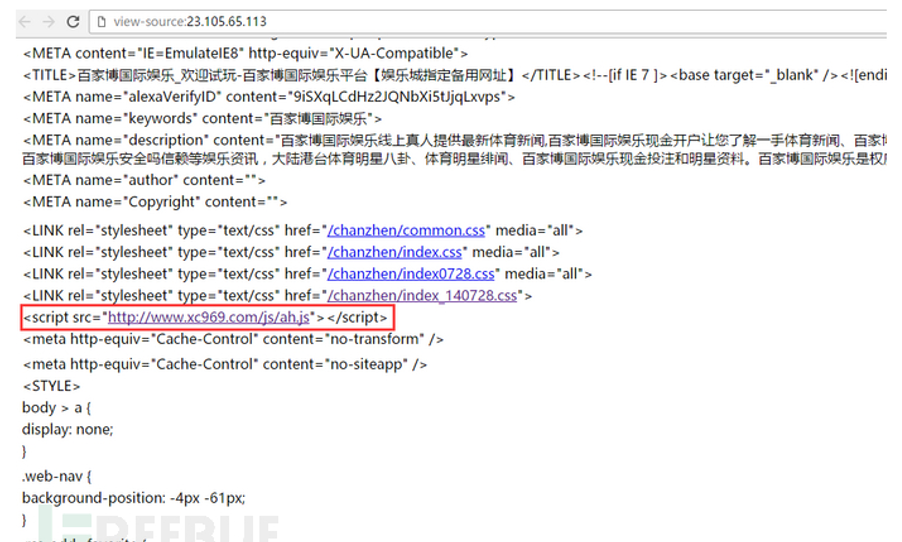 view-source:23.105.65.113
<META content="IE=EmulateIE8" http-equiv="X-UA-Compatible">
<TITLE>百家博国际娱乐_欢迎试玩-百家博国际娱乐平台【娱乐城指定备用网址】</TITLE><!--[if IE 7 ]><base target="_blank" /><![endi
<META name="alexaVerifyID" content="9iSXqLCdHz2JQNbXi5tJjqLxvps">
<META name="keywords" content="百家博国际娱乐">
<META name="description" content="百家博国际娱乐线上真人提供最新体育新闻,百家博国际娱乐现金开户让您了解一手体育新闻、百家博
百家博国际娱乐安全吗信赖等娱乐资讯，大陆港台体育明星八卦、体育明星绯闻、百家博国际娱乐现金投注和明星资料。百家博国际娱乐是权
<META name="author" content="">
<META name="Copyright" content="">
<LINK rel="stylesheet" type="text/css" href="/chanzhen/common.css" media="all">
<LINK rel="stylesheet" type="text/css" href="/chanzhen/index.css" media="all">
<LINK rel="stylesheet" type="text/css" href="/chanzhen/index0728.css" media="all">
<LINK rel="stylesheet" type="text/css" href="/chanzhen/index_140728.css">
<script src="http://www.xc969.com/js/ah.js"></script>
<meta http-equiv="Cache-Control" content="no-transform" />
<meta http-equiv="Cache-Control" content="no-siteapp" />
<STYLE>
body > a {
display: none;
}
.web-nav {
background-position: -4px -61px;
}